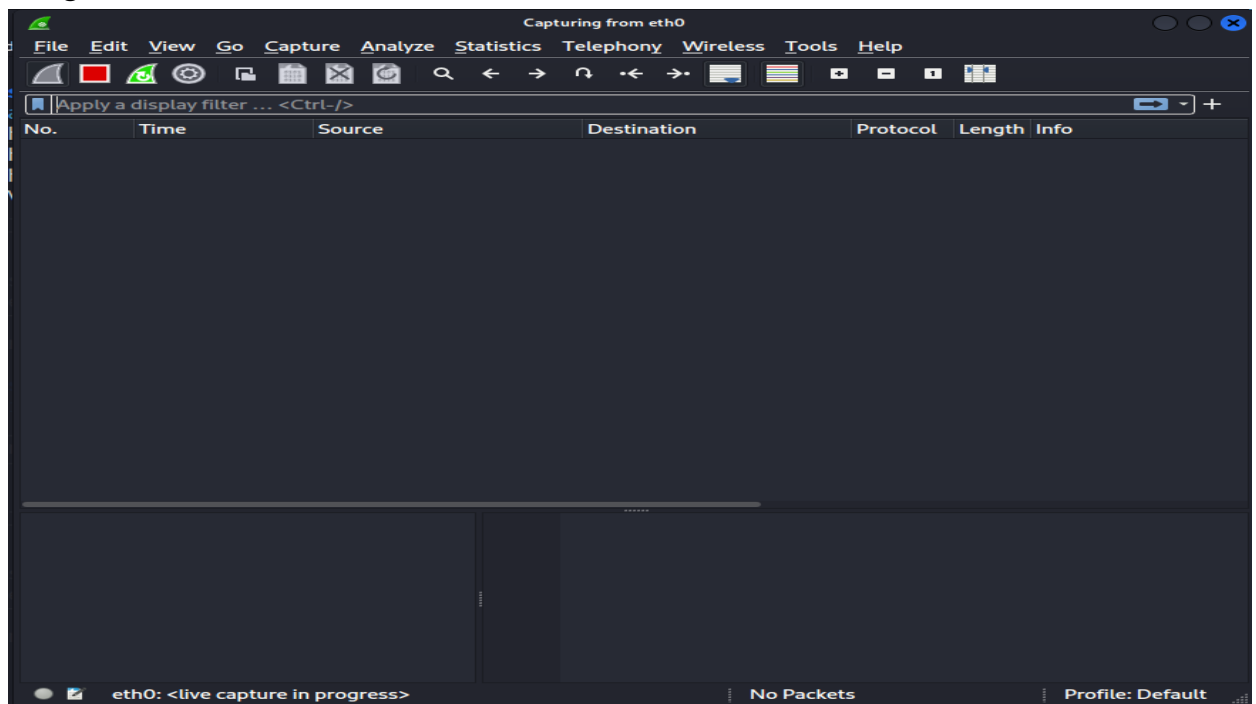 Capturing from eth0
File Edit View Go Capture Analyze Statistics Telephony Wireless Tools Help
Apply a display filter ... <Ctrl-/>
No. Time Source Destination Protocol Length Info
eth0: <live capture in progress> No Packets Profile: Default